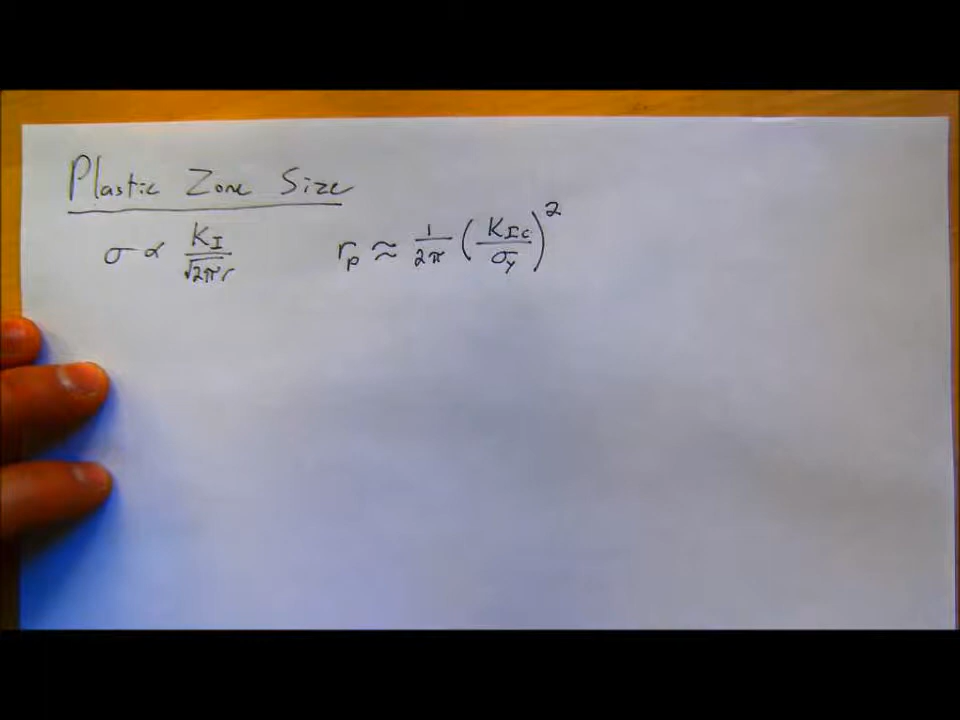 Plastic Zone Size
σ ∝ K_I / √(2πr) r_p ≈ 1/(2π) (K_Ic / σ_y)^2